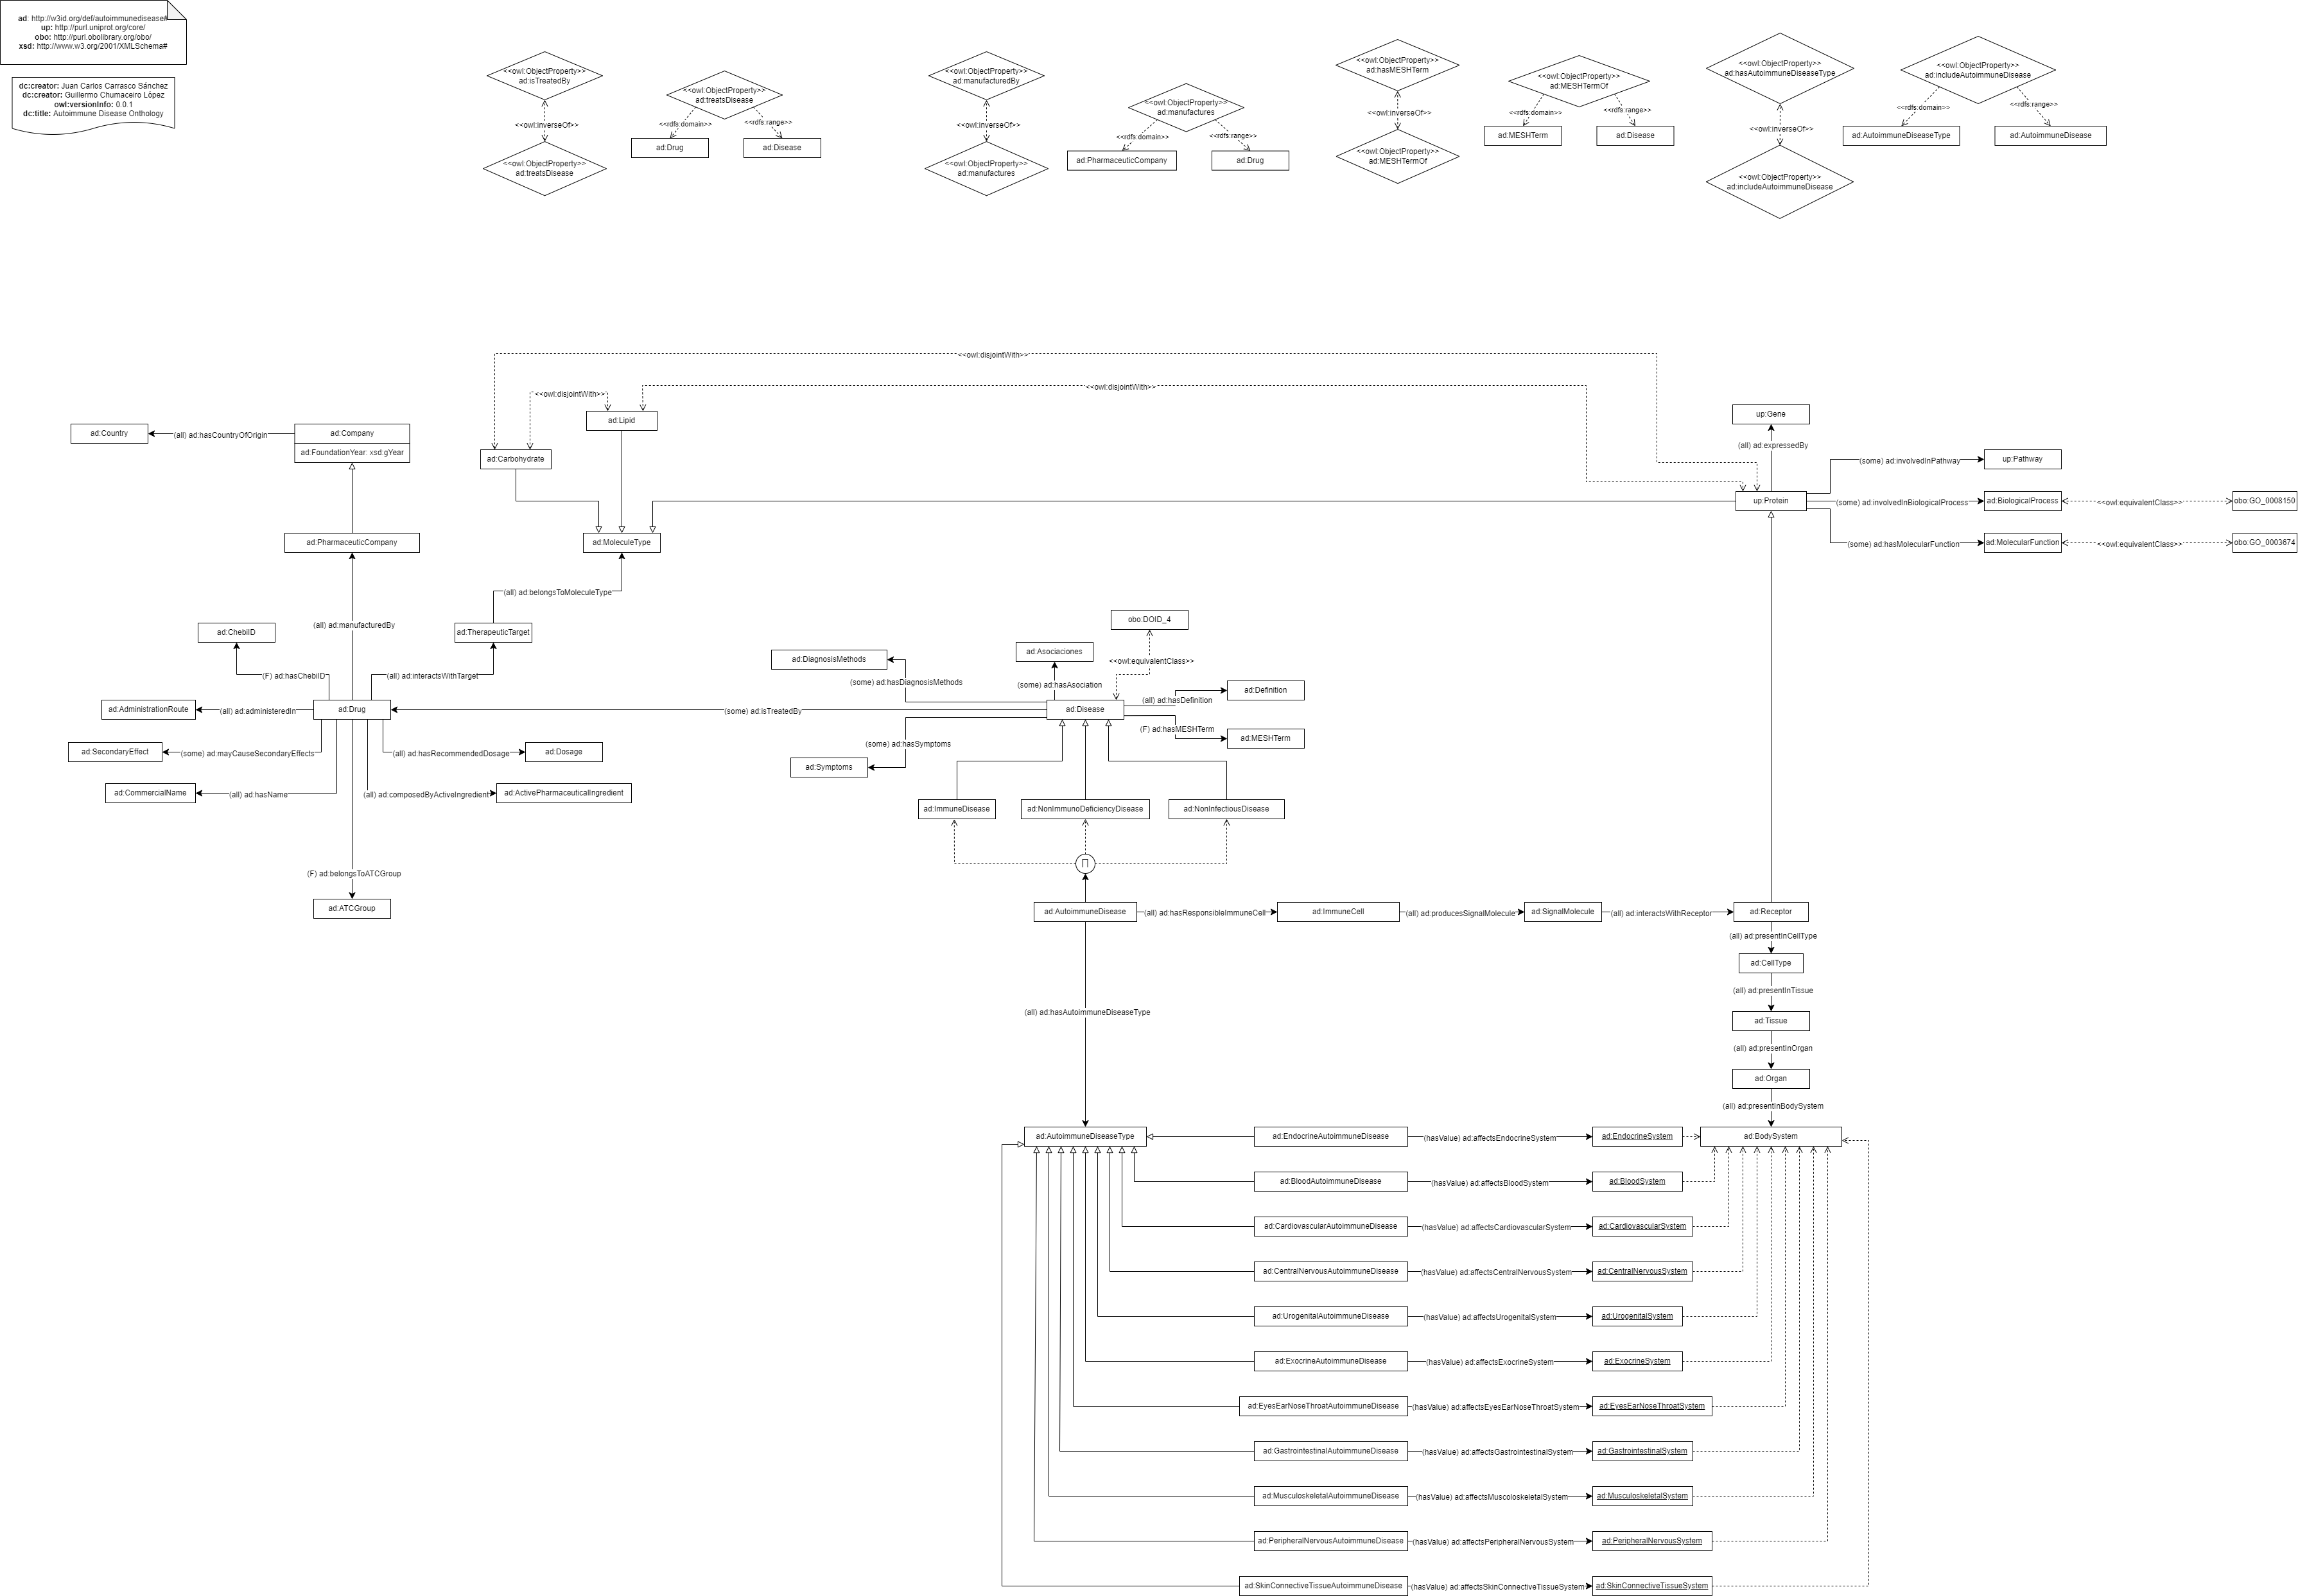 ad: http://w3id.org/def/autoimmunedisease#
up: http://purl.uniprot.org/core/
obo: http://purl.obolibrary.org/obo/
xsd: http://www.w3.org/2001/XMLSchema#
dc:creator: Juan Carlos Carrasco Sánchez
dc:creator: Guillermo Chumaceiro López
owl:versionInfo: 0.0.1
dc:title: Autoimmune Disease Onthology
<<owl:ObjectProperty>>
ad:isTreatedBy
<<owl:inverseOf>>
<<owl:ObjectProperty>>
ad:treatsDisease
<<owl:ObjectProperty>>
ad:treatsDisease
<<rdfs:domain>>
<<rdfs:range>>
ad:Drug
ad:Disease
<<owl:ObjectProperty>>
ad:manufacturedBy
<<owl:inverseOf>>
<<owl:ObjectProperty>>
ad:manufactures
<<owl:ObjectProperty>>
ad:manufactures
<<rdfs:domain>>
<<rdfs:range>>
ad:PharmaceuticCompany
ad:Drug
<<owl:ObjectProperty>>
ad:hasMESHTerm
<<owl:inverseOf>>
<<owl:ObjectProperty>>
ad:MESHTermOf
<<owl:ObjectProperty>>
ad:MESHTermOf
<<rdfs:domain>>
<<rdfs:range>>
ad:MESHTerm
ad:Disease
<<owl:ObjectProperty>>
ad:hasAutoimmuneDiseaseType
<<owl:inverseOf>>
<<owl:ObjectProperty>>
ad:includeAutoimmuneDisease
<<owl:ObjectProperty>>
ad:includeAutoimmuneDisease
<<rdfs:domain>>
<<rdfs:range>>
ad:AutoimmuneDiseaseType
ad:AutoimmuneDisease
<<owl:disjointWith>>
<<owl:disjointWith>>
<<owl:disjointWith>>
ad:Lipid
ad:Carbohydrate
up:Gene
(all) ad:expressedBy
ad:Country
(all) ad:hasCountryOfOrigin
ad:Company
ad:FoundationYear: xsd:gYear
(some) ad:involvedInPathway
up:Pathway
up:Protein
(some) ad:involvedInBiologicalProcess
ad:BiologicalProcess
<<owl:equivalentClass>>
obo:GO_0008150
(some) ad:hasMolecularFunction
ad:MolecularFunction
<<owl:equivalentClass>>
obo:GO_0003674
ad:PharmaceuticCompany
ad:MoleculeType
(all) ad:belongsToMoleculeType
(all) ad:manufacturedBy
ad:ChebiID
ad:TherapeuticTarget
(F) ad:hasChebiID
(all) ad:interactsWithTarget
ad:AdministrationRoute
(all) ad:administeredIn
ad:Drug
(some) ad:isTreatedBy
ad:SecondaryEffect
(some) ad:mayCauseSecondaryEffects
(all) ad:hasRecommendedDosage
ad:Dosage
ad:CommercialName
(all) ad:hasName
(all) ad:composedByActiveIngredient
ad:ActivePharmaceuticalIngredient
(F) ad:belongsToATCGroup
ad:ATCGroup
obo:DOID_4
<<owl:equivalentClass>>
ad:DiagnosisMethods
ad:Asociaciones
(some) ad:hasDiagnosisMethods
(some) ad:hasAsociation
ad:Definition
(all) ad:hasDefinition
ad:Disease
(F) ad:hasMESHTerm
ad:MESHTerm
(some) ad:hasSymptoms
ad:Symptoms
ad:ImmuneDisease
ad:NonImmunoDeficiencyDisease
ad:NonInfectiousDisease
∏
ad:AutoimmuneDisease
(all) ad:hasResponsibleImmuneCell
ad:ImmuneCell
(all) ad:producesSignalMolecule
ad:SignalMolecule
(all) ad:interactsWithReceptor
ad:Receptor
(all) ad:presentInCellType
ad:CellType
(all) ad:presentInTissue
ad:Tissue
(all) ad:presentInOrgan
ad:Organ
(all) ad:presentInBodySystem
(all) ad:hasAutoimmuneDiseaseType
ad:AutoimmuneDiseaseType
ad:EndocrineAutoimmuneDisease
(hasValue) ad:affectsEndocrineSystem
ad:EndocrineSystem
ad:BodySystem
ad:BloodAutoimmuneDisease
(hasValue) ad:affectsBloodSystem
ad:BloodSystem
ad:CardiovascularAutoimmuneDisease
(hasValue) ad:affectsCardiovascularSystem
ad:CardiovascularSystem
ad:CentralNervousAutoimmuneDisease
(hasValue) ad:affectsCentralNervousSystem
ad:CentralNervousSystem
ad:UrogenitalAutoimmuneDisease
(hasValue) ad:affectsUrogenitalSystem
ad:UrogenitalSystem
ad:ExocrineAutoimmuneDisease
(hasValue) ad:affectsExocrineSystem
ad:ExocrineSystem
ad:EyesEarNoseThroatAutoimmuneDisease
(hasValue) ad:affectsEyesEarNoseThroatSystem
ad:EyesEarNoseThroatSystem
ad:GastrointestinalAutoimmuneDisease
(hasValue) ad:affectsGastrointestinalSystem
ad:GastrointestinalSystem
ad:MusculoskeletalAutoimmuneDisease
(hasValue) ad:affectsMuscoloskeletalSystem
ad:MusculoskeletalSystem
ad:PeripheralNervousAutoimmuneDisease
(hasValue) ad:affectsPeripheralNervousSystem
ad:PeripheralNervousSystem
ad:SkinConnectiveTissueAutoimmuneDisease
(hasValue) ad:affectsSkinConnectiveTissueSystem
ad:SkinConnectiveTissueSystem